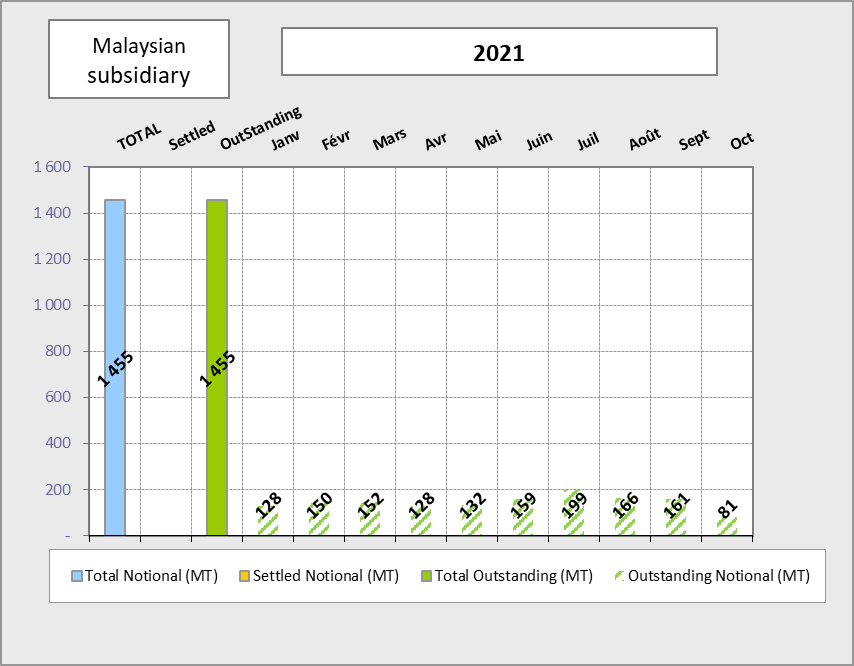 Malaysian
subsidiary
2021
TOTAL
Settled
OutStanding
Janv
Févr
Mars
Avr
Mai
Juin
Juil
Août
Sept
Oct
1 600
1 400
1 200
1 000
800
600
400
200
-
1 455
1 455
128
150
152
128
132
159
199
166
161
81
Total Notional (MT)
Settled Notional (MT)
Total Outstanding (MT)
Outstanding Notional (MT)